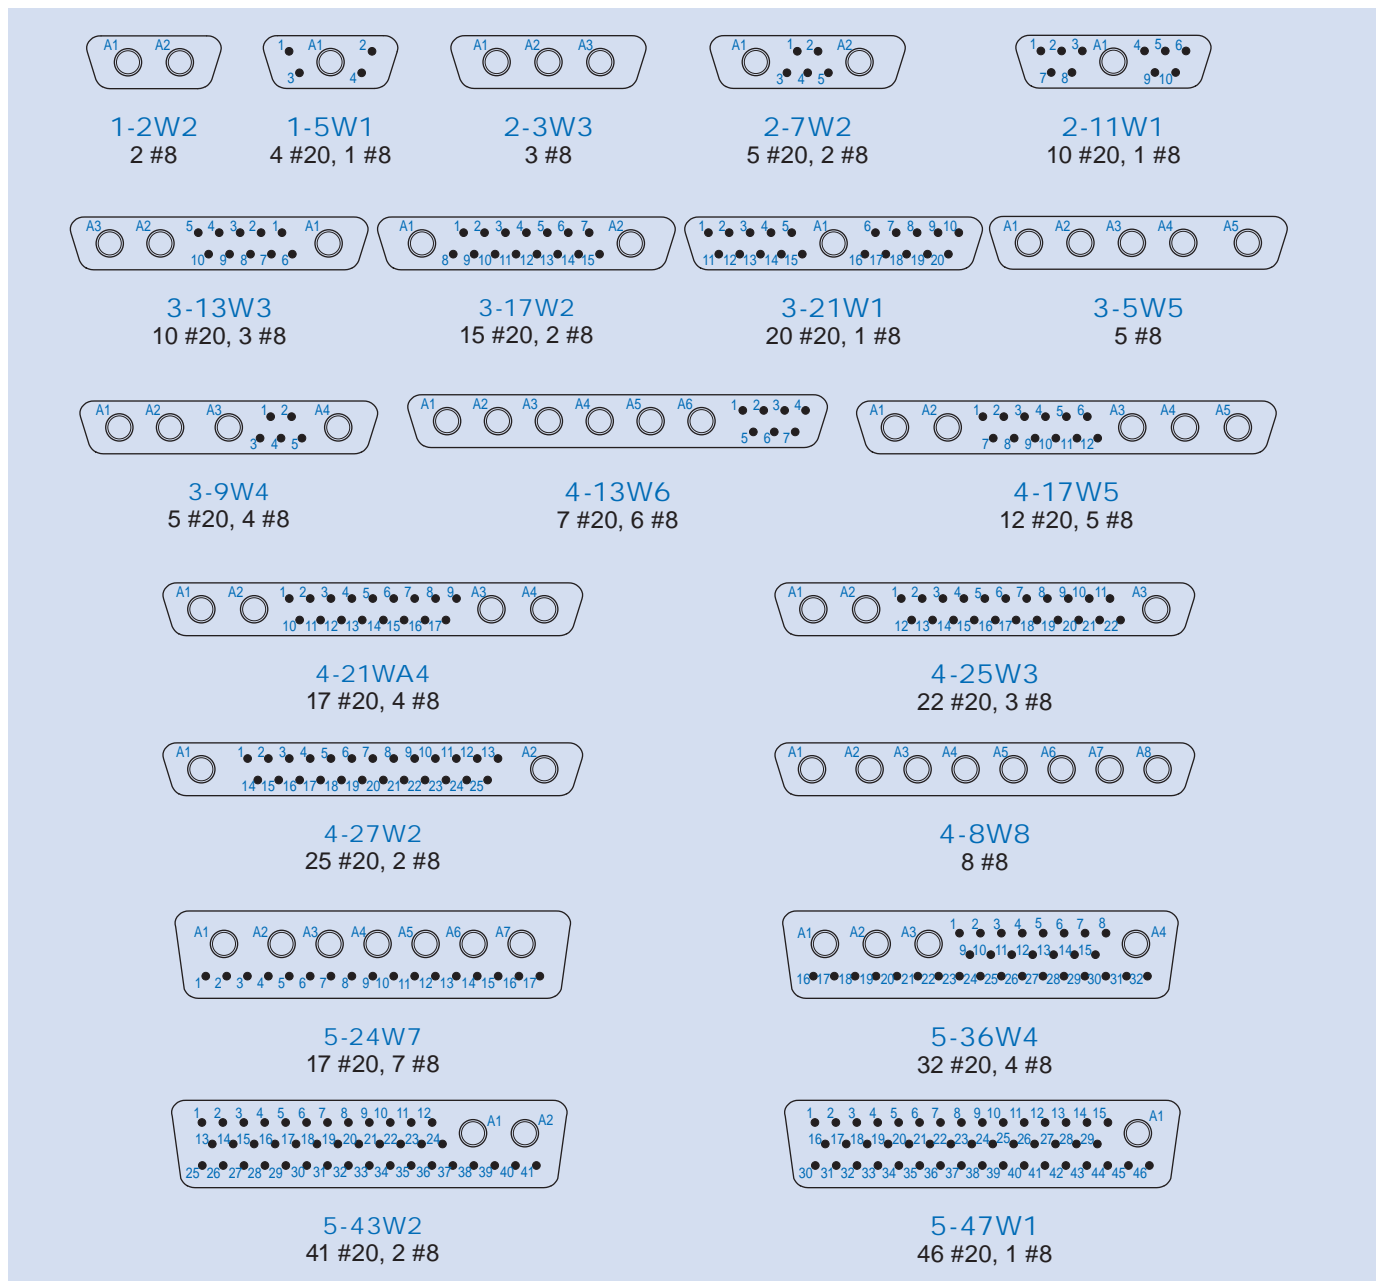 A1 A2
1 A1 2
3 4
A1 A2 A3
A1 1 2 A2
3 4 5
1 2 3 A1 4 5 6
7 8 9 10
1-2W2 1-5W1 2-3W3 2-7W2 2-11W1
2 #8 4 #20, 1 #8 3 #8 5 #20, 2 #8 10 #20, 1 #8
A3 A2 5 4 3 2 1 A1
10 9 8 7 6
A1 1 2 3 4 5 6 7 A2
8 9 10 11 12 13 14 15
1 2 3 4 5 A1 6 7 8 9 10
11 12 13 14 15 16 17 18 19 20
A1 A2 A3 A4 A5
3-13W3 3-17W2 3-21W1 3-5W5
10 #20, 3 #8 15 #20, 2 #8 20 #20, 1 #8 5 #8
A1 A2 A3 1 2 A4
3 4 5
A1 A2 A3 A4 A5 A6 1 2 3 4
5 6 7
A1 A2 1 2 3 4 5 6 A3 A4 A5
7 8 9 10 11 12
3-9W4 4-13W6 4-17W5
5 #20, 4 #8 7 #20, 6 #8 12 #20, 5 #8
A1 A2 1 2 3 4 5 6 7 8 9 A3 A4
10 11 12 13 14 15 16 17
A1 A2 1 2 3 4 5 6 7 8 9 10 11 A3
12 13 14 15 16 17 18 19 20 21 22
4-21WA4 4-25W3
17 #20, 4 #8 22 #20, 3 #8
A1 1 2 3 4 5 6 7 8 9 10 11 12 13 A2
14 15 16 17 18 19 20 21 22 23 24 25
A1 A2 A3 A4 A5 A6 A7 A8
4-27W2 4-8W8
25 #20, 2 #8 8 #8
A1 A2 A3 A4 A5 A6 A7
1 2 3 4 5 6 7 8 9 10 11 12 13 14 15 16 17
A1 A2 A3 1 2 3 4 5 6 7 8 A4
9 10 11 12 13 14 15
16 17 18 19 20 21 22 23 24 25 26 27 28 29 30 31 32
5-24W7 5-36W4
17 #20, 7 #8 32 #20, 4 #8
1 2 3 4 5 6 7 8 9 10 11 12 A1 A2
13 14 15 16 17 18 19 20 21 22 23 24
25 26 27 28 29 30 31 32 33 34 35 36 37 38 39 40 41
1 2 3 4 5 6 7 8 9 10 11 12 13 14 15 A1
16 17 18 19 20 21 22 23 24 25 26 27 28 29
30 31 32 33 34 35 36 37 38 39 40 41 42 43 44 45 46
5-43W2 5-47W1
41 #20, 2 #8 46 #20, 1 #8